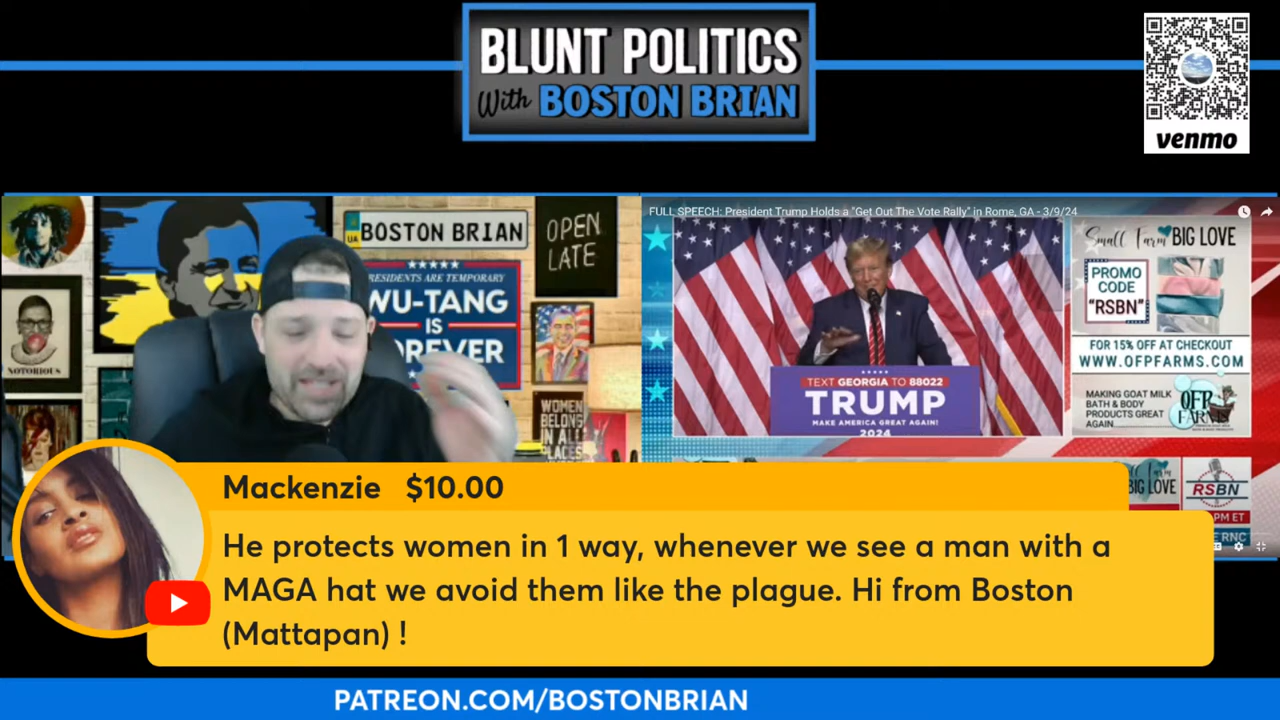 BLUNT POLITICS
With BOSTON BRIAN
venmo
UA BOSTON BRIAN
OPEN
LATE
PRESIDENTS ARE TEMPORARY
WU-TANG
IS
FOREVER
NOTORIOUS
WOMEN
BELONG
IN ALL
PLACES
FULL SPEECH: President Trump Holds a "Get Out The Vote Rally" in Rome, GA - 3/9/24
TEXT GEORGIA TO 88022
TRUMP
MAKE AMERICA GREAT AGAIN!
2024
Small Farm BIG LOVE
PROMO
CODE
"RSBN"
FOR 15% OFF AT CHECKOUT
WWW.OFPFARMS.COM
MAKING GOAT MILK
BATH & BODY
PRODUCTS GREAT
AGAIN
OFP
FARMS
BIG LOVE
RSBN
PM ET
RNC
Mackenzie $10.00
He protects women in 1 way, whenever we see a man with a
MAGA hat we avoid them like the plague. Hi from Boston
(Mattapan) !
PATREON.COM/BOSTONBRIAN